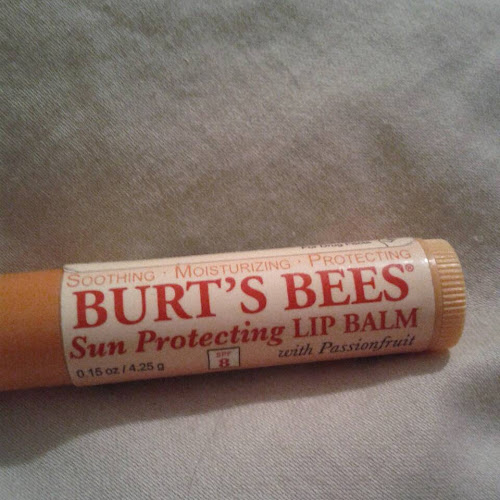 SOOTHING · MOISTURIZING · PROTECTING
BURT'S BEES®
Sun Protecting LIP BALM
with Passionfruit
SPF
8
0.15 oz / 4.25 g